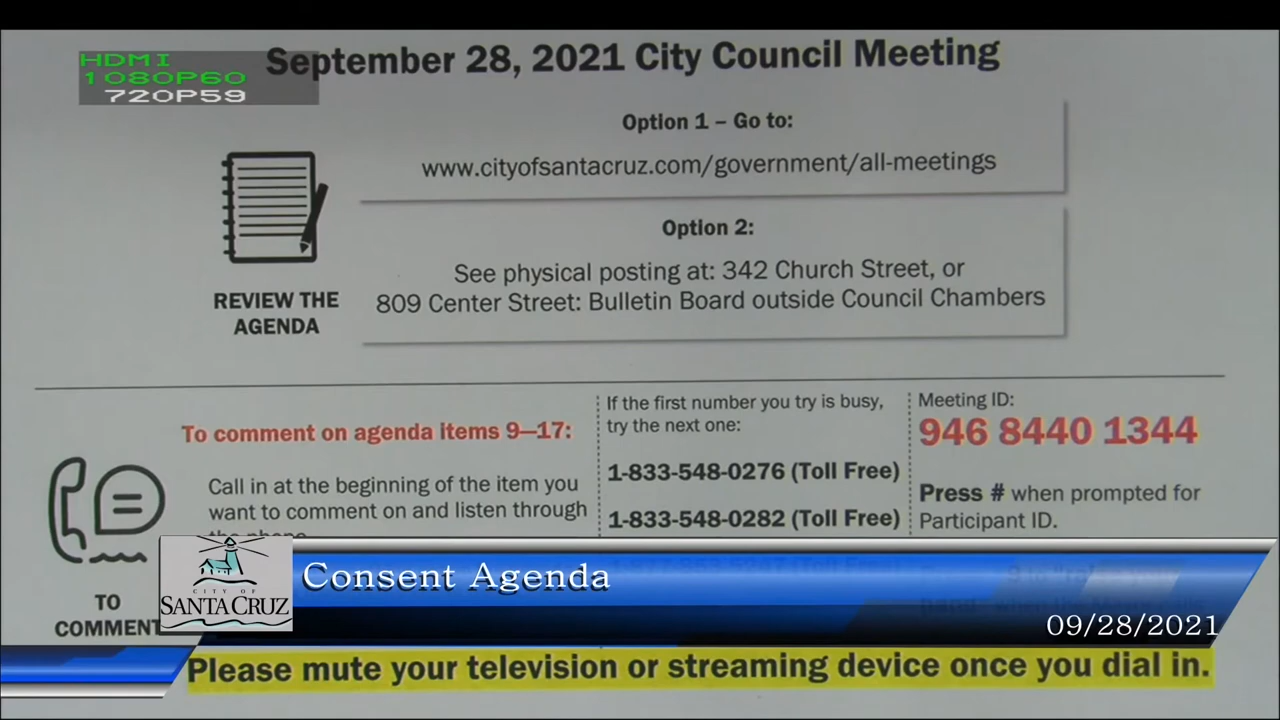 HDMI
1080P60
720P59
September 28, 2021 City Council Meeting
Option 1 – Go to:
www.cityofsantacruz.com/government/all-meetings
Option 2:
See physical posting at: 342 Church Street, or
809 Center Street: Bulletin Board outside Council Chambers
REVIEW THE
AGENDA
To comment on agenda items 9—17:
Call in at the beginning of the item you
want to comment on and listen through
the phone
If the first number you try is busy,
try the next one:
1-833-548-0276 (Toll Free)
1-833-548-0282 (Toll Free)
Meeting ID:
946 8440 1344
Press # when prompted for
Participant ID.
TO
COMMENT
CITY OF
SANTA CRUZ
Consent Agenda
09/28/2021
Please mute your television or streaming device once you dial in.